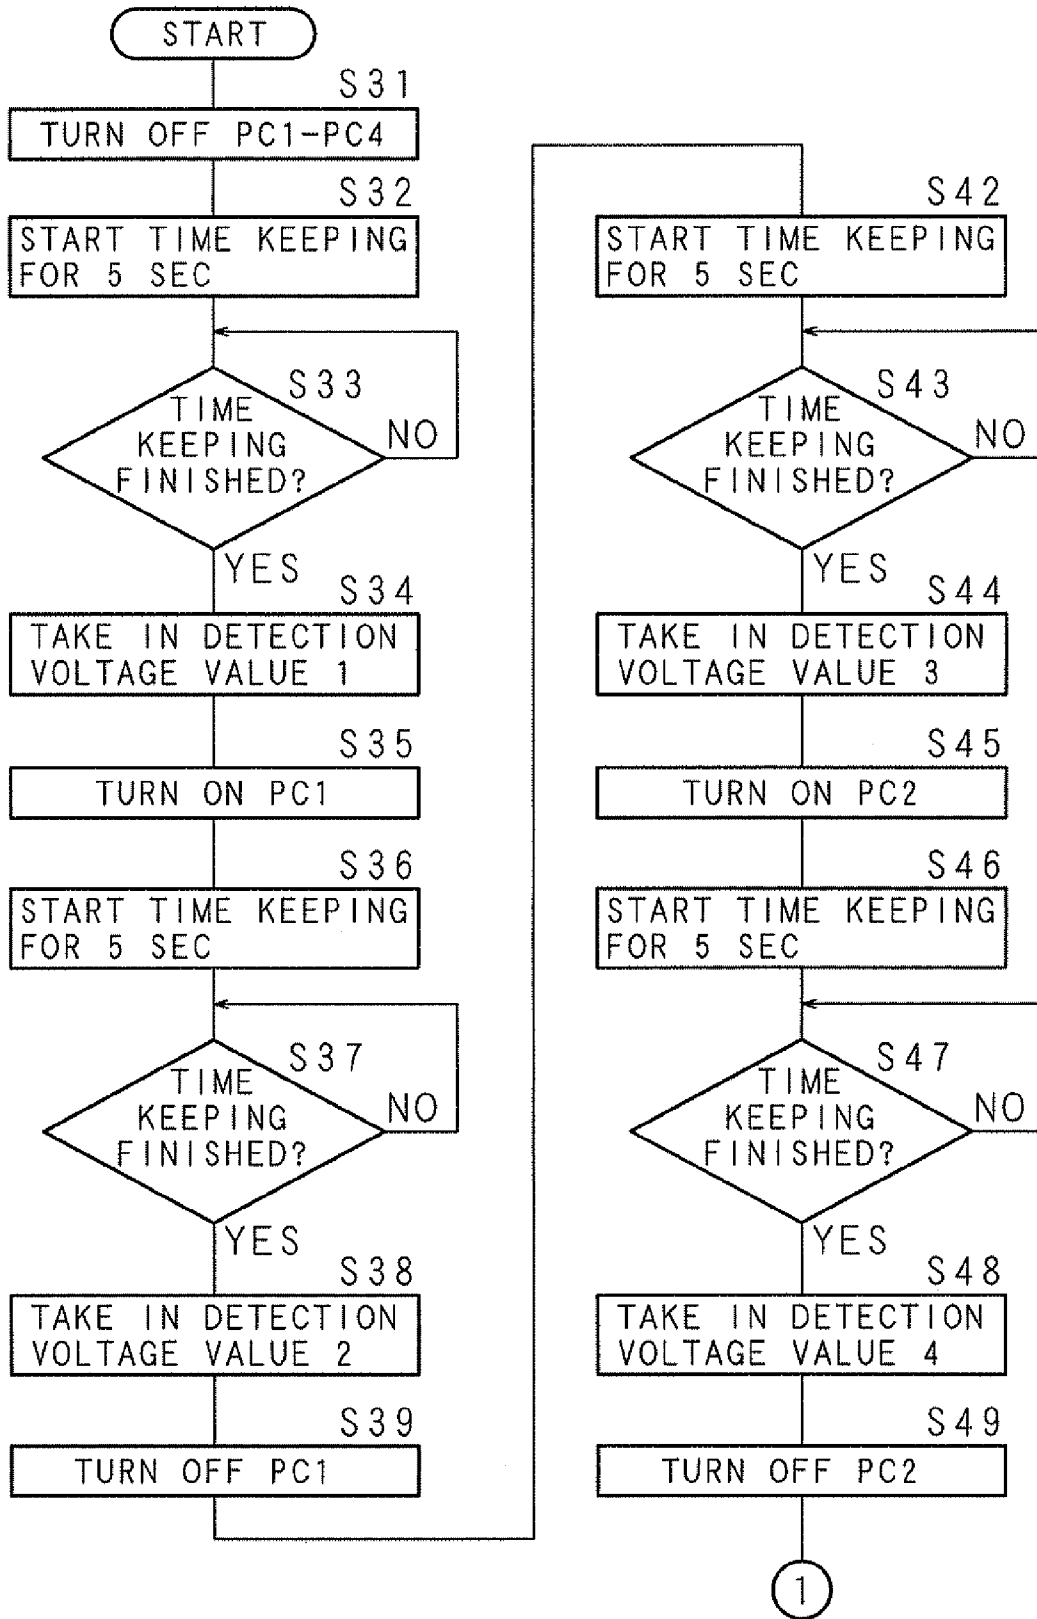 START
S31
TURN OFF PC1-PC4
S32
START TIME KEEPING
FOR 5 SEC
S33
TIME
KEEPING
FINISHED?
NO
YES
S34
TAKE IN DETECTION
VOLTAGE VALUE 1
S35
TURN ON PC1
S36
START TIME KEEPING
FOR 5 SEC
S37
TIME
KEEPING
FINISHED?
NO
YES
S38
TAKE IN DETECTION
VOLTAGE VALUE 2
S39
TURN OFF PC1
S42
START TIME KEEPING
FOR 5 SEC
S43
TIME
KEEPING
FINISHED?
NO
YES
S44
TAKE IN DETECTION
VOLTAGE VALUE 3
S45
TURN ON PC2
S46
START TIME KEEPING
FOR 5 SEC
S47
TIME
KEEPING
FINISHED?
NO
YES
S48
TAKE IN DETECTION
VOLTAGE VALUE 4
S49
TURN OFF PC2
1